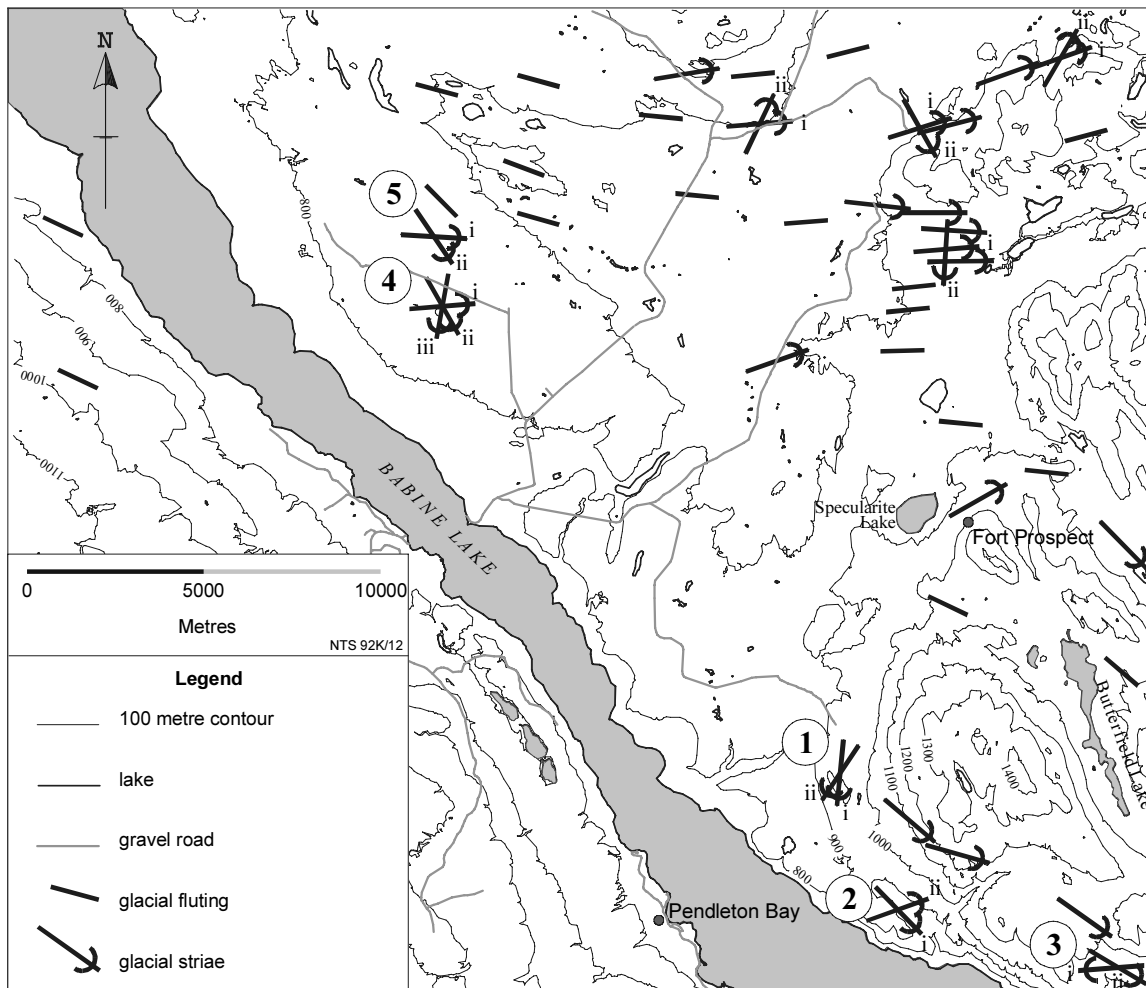 N
5
i
ii
4
i
ii
iii
ii
i
i
ii
ii
i
i
ii
800
800
900
1000
1100
BABINE LAKE
Specularite
Lake
Fort Prospect
0
5000
10000
Metres
NTS 92K/12
Legend
100 metre contour
lake
gravel road
glacial fluting
glacial striae
Butterfield Lake
1
ii
i
1100
1200
1300
1400
1000
900
800
2
ii
i
Pendleton Bay
3
i
ii